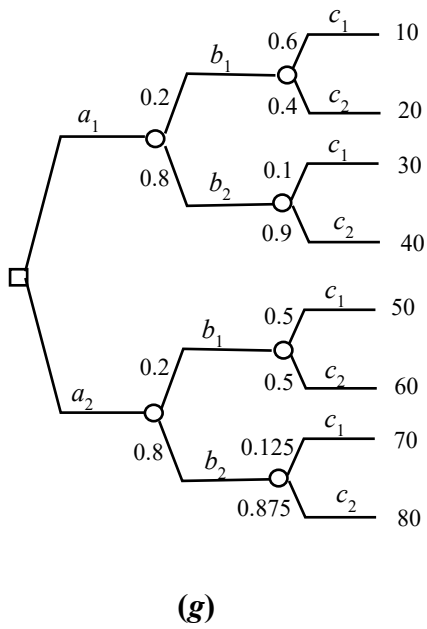 0.6 c₁ 10
b₁
0.2 0.4 c₂ 20
a₁
0.1 c₁ 30
0.8 b₂
0.9 c₂ 40
0.5 c₁ 50
b₁
0.2 0.5 c₂ 60
a₂
0.125 c₁ 70
0.8 b₂
0.875 c₂ 80
(g)